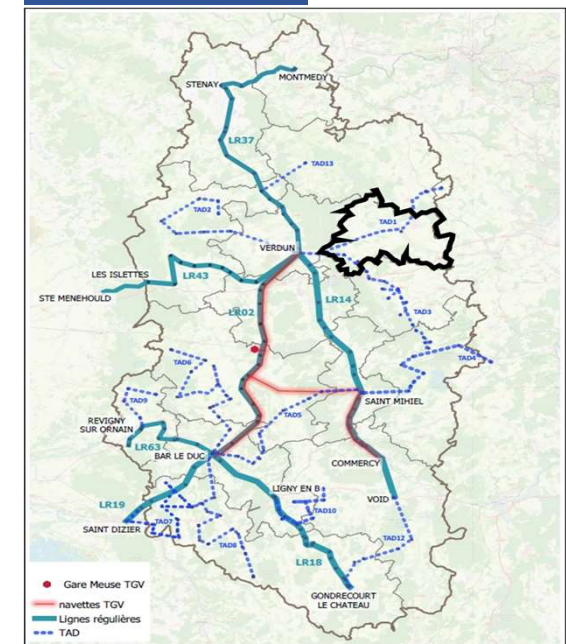 MONTMEDY
STENAY
LR37
TAD13
TAD2
TAD1
VERDUN
LES ISLETTES
LR43
STE MENEHOULD
LR02
LR14
TAD3
TAD4
TAD6
TAD9
SAINT MIHIEL
REVIGNY
SUR ORNAIN
TAD5
LR63
BAR LE DUC
COMMERCY
LIGNY EN B
VOID
LR19
TAD10
SAINT DIZIER
TAD7
TAD8
TAD12
LR18
GONDRECOURT
LE CHATEAU
Gare Meuse TGV
navettes TGV
Lignes régulières
TAD